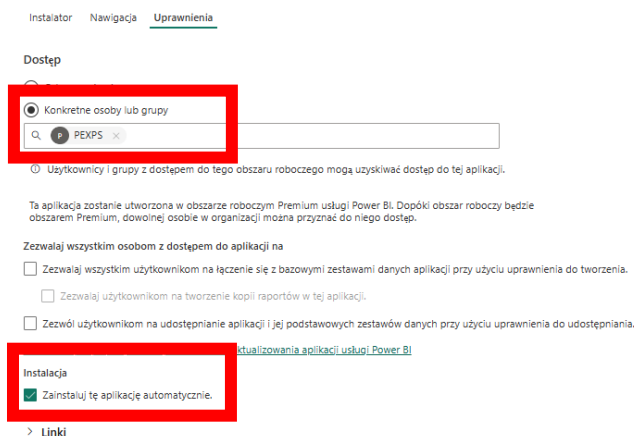 Instalator Nawigacja Uprawnienia
Dostęp
Konkretne osoby lub grupy
P PEXPS ×
Użytkownicy i grupy z dostępem do tego obszaru roboczego mogą uzyskiwać dostęp do tej aplikacji.
Ta aplikacja zostanie utworzona w obszarze roboczym Premium usługi Power BI. Dopóki obszar roboczy będzie
obszarem Premium, dowolnej osobie w organizacji można przyznać do niego dostęp.
Zezwalaj wszystkim osobom z dostępem do aplikacji na
Zezwalaj wszystkim użytkownikom na łączenie się z bazowymi zestawami danych aplikacji przy użyciu uprawnienia do tworzenia.
Zezwalaj użytkownikom na tworzenie kopii raportów w tej aplikacji.
Zezwól użytkownikom na udostępnianie aplikacji i jej podstawowych zestawów danych przy użyciu uprawnienia do udostępniania.
ktualizowania aplikacji usługi Power BI
Instalacja
Zainstaluj tę aplikację automatycznie.
Linki